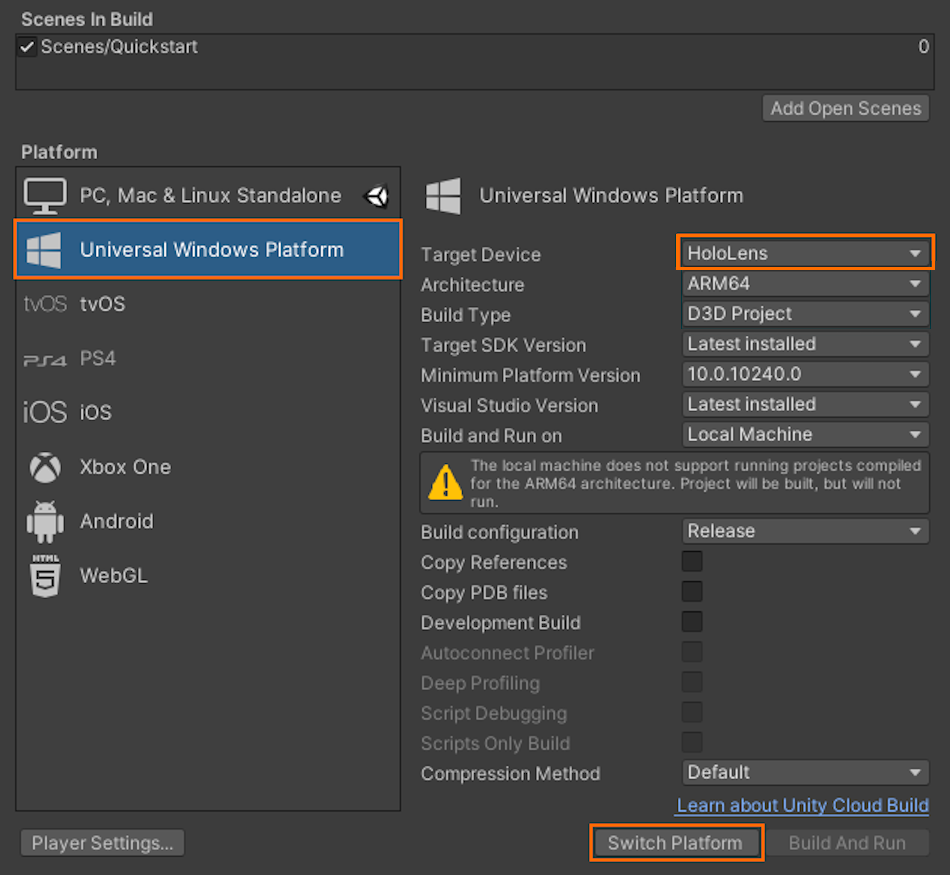 Scenes In Build
Scenes/Quickstart 0
Add Open Scenes
Platform
PC, Mac & Linux Standalone
Universal Windows Platform
tvOS tvOS
PS4 PS4
iOS iOS
Xbox One
Android
HTML 5 WebGL
Universal Windows Platform
Target Device HoloLens
Architecture ARM64
Build Type D3D Project
Target SDK Version Latest installed
Minimum Platform Version 10.0.10240.0
Visual Studio Version Latest installed
Build and Run on Local Machine
The local machine does not support running projects compiled
for the ARM64 architecture. Project will be built, but will not
run.
Build configuration Release
Copy References
Copy PDB files
Development Build
Autoconnect Profiler
Deep Profiling
Script Debugging
Scripts Only Build
Compression Method Default
Learn about Unity Cloud Build
Player Settings... Switch Platform Build And Run